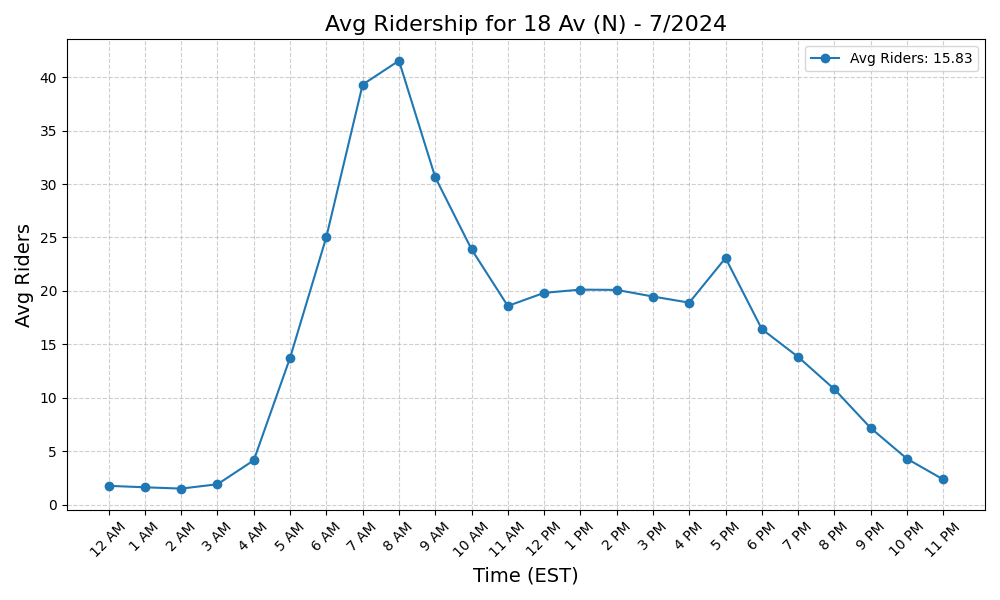 Avg Ridership for 18 Av (N) - 7/2024
Avg Riders: 15.83
Avg Riders
40
35
30
25
20
15
10
5
0
12 AM
1 AM
2 AM
3 AM
4 AM
5 AM
6 AM
7 AM
8 AM
9 AM
10 AM
11 AM
12 PM
1 PM
2 PM
3 PM
4 PM
5 PM
6 PM
7 PM
8 PM
9 PM
10 PM
11 PM
Time (EST)